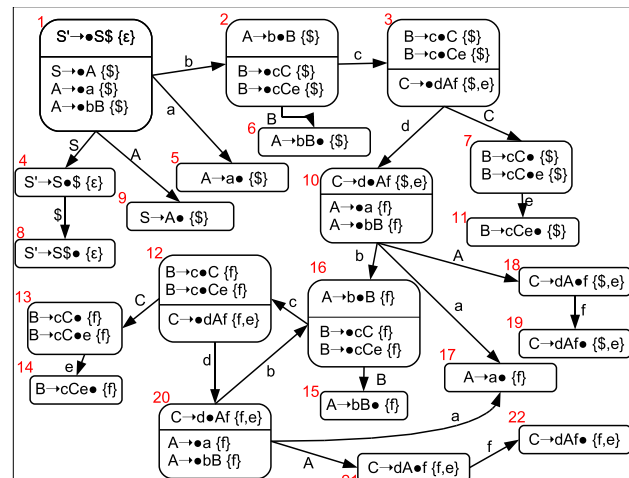 1
S'→●S$ {ε}
S→●A {$}
A→●a {$}
A→●bB {$}
b
a
2
A→b●B {$}
B→●cC {$}
B→●cCe {$}
c
3
B→c●C {$}
B→c●Ce {$}
C→●dAf {$,e}
B
6
A→bB● {$}
d
C
S
A
4
S'→S●$ {ε}
5
A→a● {$}
7
B→cC● {$}
B→cC●e {$}
10
C→d●Af {$,e}
A→●a {f}
A→●bB {f}
$
9
S→A● {$}
e
11
B→cCe● {$}
8
S'→S$● {ε}
12
B→c●C {f}
B→c●Ce {f}
C→●dAf {f,e}
16
A→b●B {f}
B→●cC {f}
B→●cCe {f}
b
A
a
18
C→dA●f {$,e}
f
19
C→dAf● {$,e}
13
B→cC● {f}
B→cC●e {f}
C
c
e
14
B→cCe● {f}
d
b
B
15
A→bB● {f}
17
A→a● {f}
20
C→d●Af {f,e}
A→●a {f}
A→●bB {f}
a
A
C→dA●f {f,e}
f
22
C→dAf● {f,e}
21